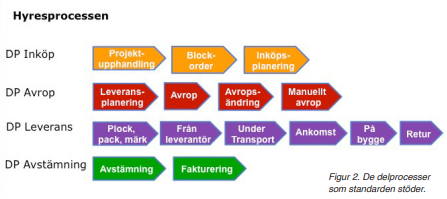 Hyresprocessen
DP Inköp
Projekt-
upphandling
Block-
order
Inköps-
planering
DP Avrop
Leverans-
planering
Avrop
Avrops-
ändring
Manuellt
avrop
DP Leverans
Plock,
pack, märk
Från
leverantör
Under
Transport
Ankomst
På
bygge
Retur
DP Avstämning
Avstämning
Fakturering
Figur 2. De delprocesser
som standarden stöder.